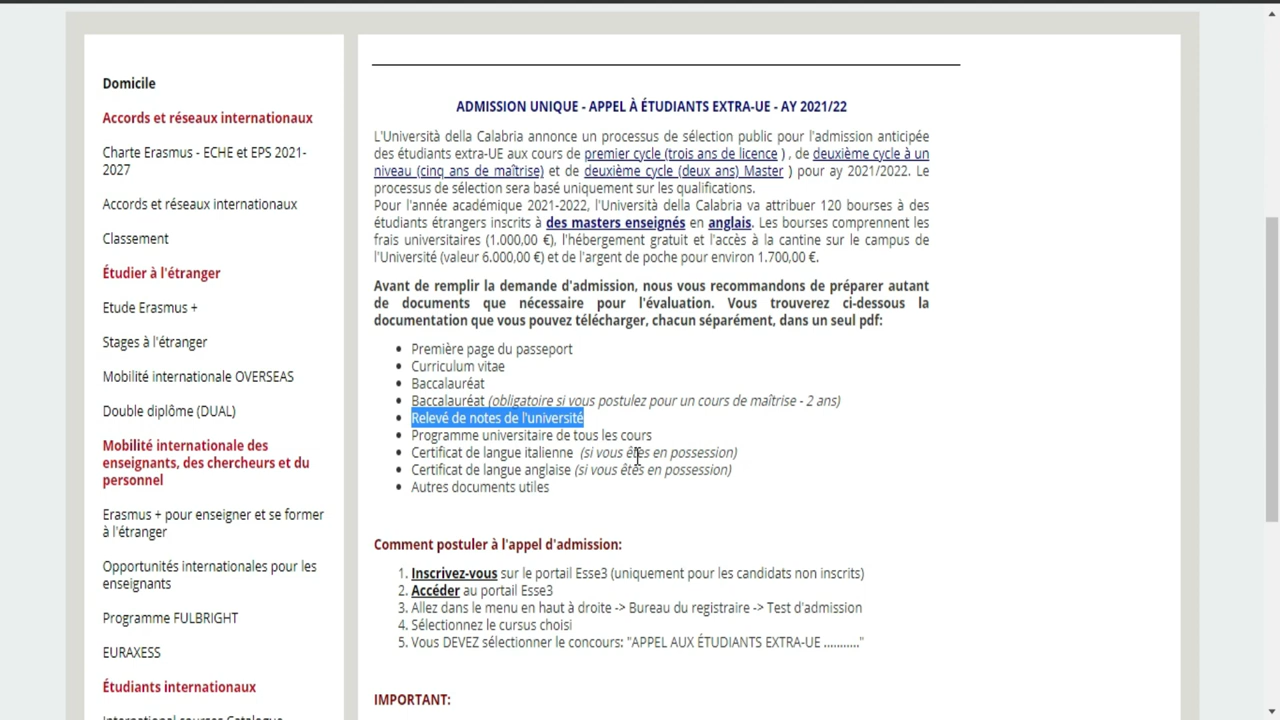 Domicile
Accords et réseaux internationaux
Charte Erasmus - ECHE et EPS 2021-
2027
Accords et réseaux internationaux
Classement
Étudier à l'étranger
Etude Erasmus +
Stages à l'étranger
Mobilité internationale OVERSEAS
Double diplôme (DUAL)
Mobilité internationale des
enseignants, des chercheurs et du
personnel
Erasmus + pour enseigner et se former
à l'étranger
Opportunités internationales pour les
enseignants
Programme FULBRIGHT
EURAXESS
Étudiants internationaux
International courses Catalogue
ADMISSION UNIQUE - APPEL À ÉTUDIANTS EXTRA-UE - AY 2021/22
L'Università della Calabria annonce un processus de sélection public pour l'admission anticipée
des étudiants extra-UE aux cours de premier cycle (trois ans de licence ) , de deuxième cycle à un
niveau (cinq ans de maîtrise) et de deuxième cycle (deux ans) Master ) pour ay 2021/2022. Le
processus de sélection sera basé uniquement sur les qualifications.
Pour l'année académique 2021-2022, l'Università della Calabria va attribuer 120 bourses à des
étudiants étrangers inscrits à des masters enseignés en anglais. Les bourses comprennent les
frais universitaires (1.000,00 €), l'hébergement gratuit et l'accès à la cantine sur le campus de
l'Université (valeur 6.000,00 €) et de l'argent de poche pour environ 1.700,00 €.
Avant de remplir la demande d'admission, nous vous recommandons de préparer autant
de documents que nécessaire pour l'évaluation. Vous trouverez ci-dessous la
documentation que vous pouvez télécharger, chacun séparément, dans un seul pdf:
• Première page du passeport
• Curriculum vitae
• Baccalauréat
• Baccalauréat (obligatoire si vous postulez pour un cours de maîtrise - 2 ans)
• Relevé de notes de l'université
• Programme universitaire de tous les cours
• Certificat de langue italienne (si vous êtes en possession)
• Certificat de langue anglaise (si vous êtes en possession)
• Autres documents utiles
Comment postuler à l'appel d'admission:
1. Inscrivez-vous sur le portail Esse3 (uniquement pour les candidats non inscrits)
2. Accéder au portail Esse3
3. Allez dans le menu en haut à droite -> Bureau du registraire -> Test d'admission
4. Sélectionnez le cursus choisi
5. Vous DEVEZ sélectionner le concours: "APPEL AUX ÉTUDIANTS EXTRA-UE ..........."
IMPORTANT: